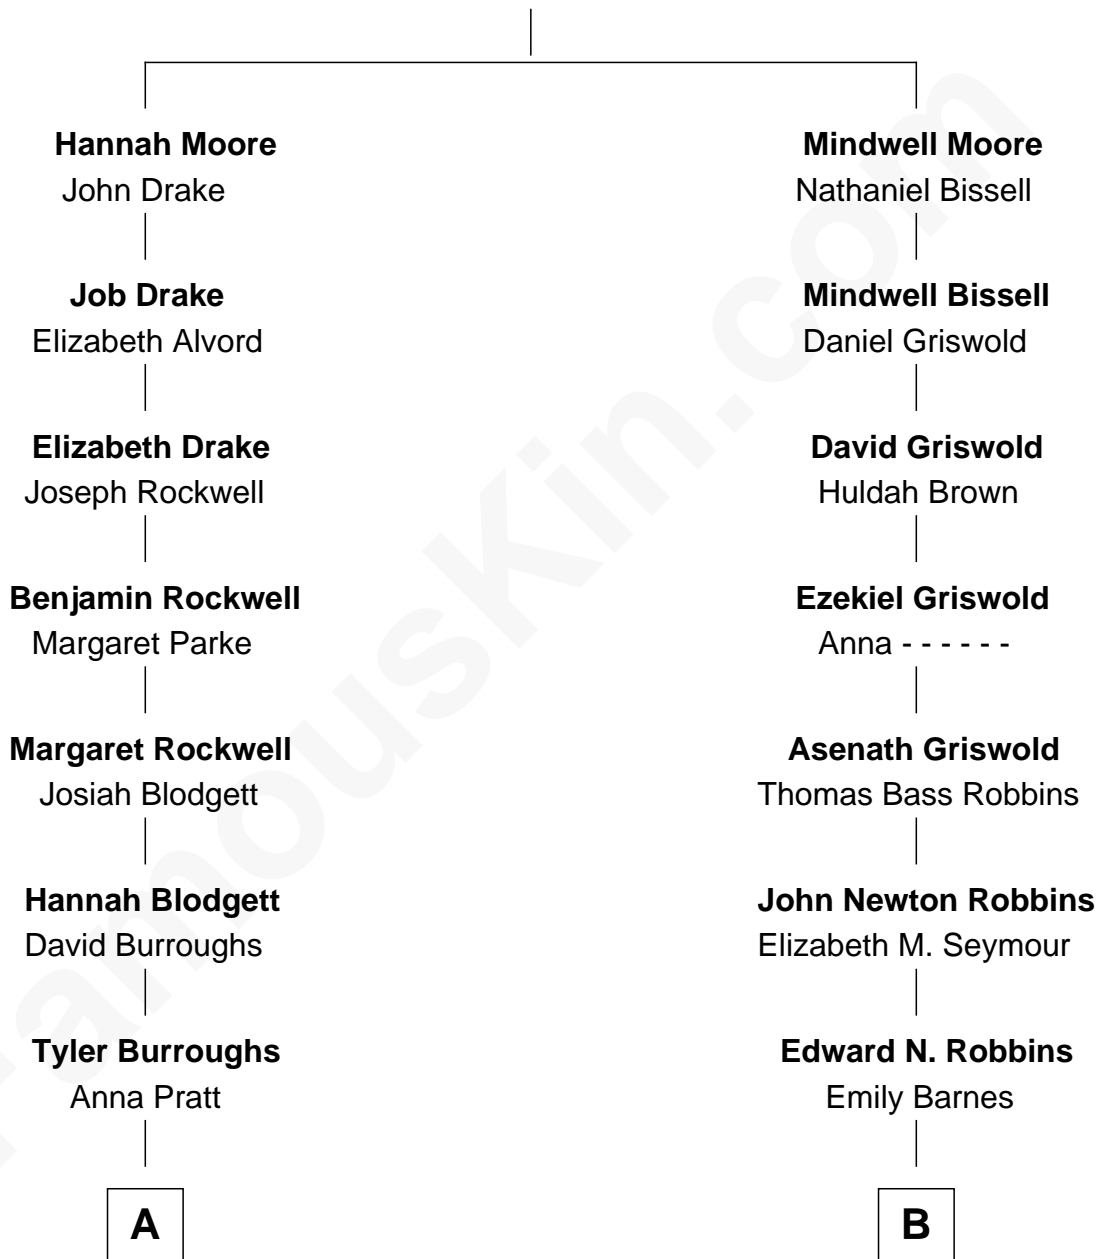 Hannah Moore
John Drake
Job Drake
Elizabeth Alvord
Elizabeth Drake
Joseph Rockwell
Benjamin Rockwell
Margaret Parke
Margaret Rockwell
Josiah Blodgett
Hannah Blodgett
David Burroughs
Tyler Burroughs
Anna Pratt
A
Mindwell Moore
Nathaniel Bissell
Mindwell Bissell
Daniel Griswold
David Griswold
Huldah Brown
Ezekiel Griswold
Anna - - - - - -
Asenath Griswold
Thomas Bass Robbins
John Newton Robbins
Elizabeth M. Seymour
Edward N. Robbins
Emily Barnes
B
FamousKin.com